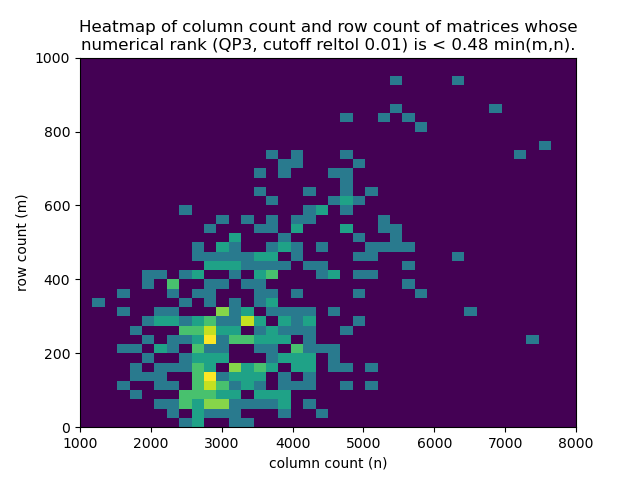 Heatmap of column count and row count of matrices whose
numerical rank (QP3, cutoff reltol 0.01) is < 0.48 min(m,n).
1000
800
600
400
200
0
row count (m)
1000 2000 3000 4000 5000 6000 7000 8000
column count (n)